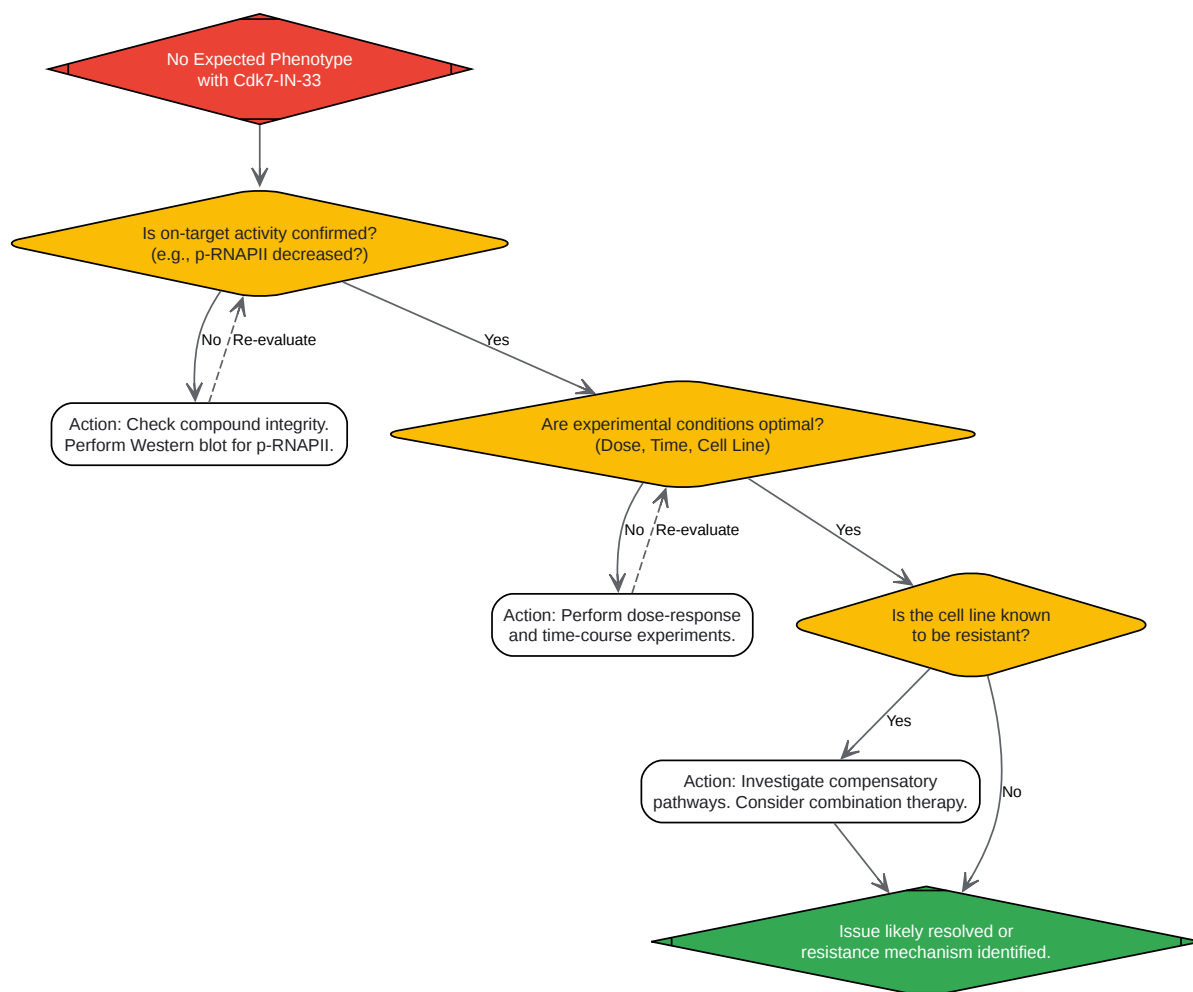 No Expected Phenotype
with Cdk7-IN-33
Is on-target activity confirmed?
(e.g., p-RNAPII decreased?)
No
Re-evaluate
Yes
Action: Check compound integrity.
Perform Western blot for p-RNAPII.
Are experimental conditions optimal?
(Dose, Time, Cell Line)
No
Re-evaluate
Yes
Action: Perform dose-response
and time-course experiments.
Is the cell line known
to be resistant?
Yes
No
Action: Investigate compensatory
pathways. Consider combination therapy.
Issue likely resolved or
resistance mechanism identified.